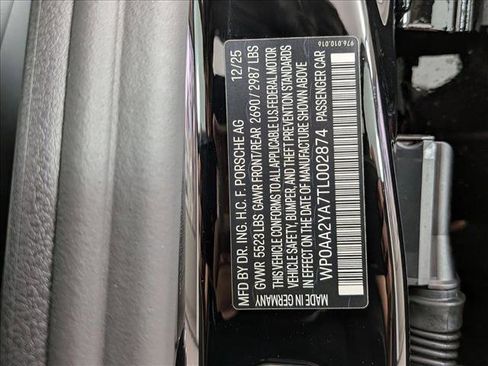 MFD BY DR. ING. H.C. F. PORSCHE AG 12/25
GVWR 5523 LBS GAWR FRONT/REAR 2690 / 2987 LBS
THIS VEHICLE CONFORMS TO ALL APPLICABLE U.S. FEDERAL MOTOR
VEHICLE SAFETY, BUMPER, AND THEFT PREVENTION STANDARDS
IN EFFECT ON THE DATE OF MANUFACTURE SHOWN ABOVE
WP0AA2YA7TL002874 PASSENGER CAR
MADE IN GERMANY
976.010.016